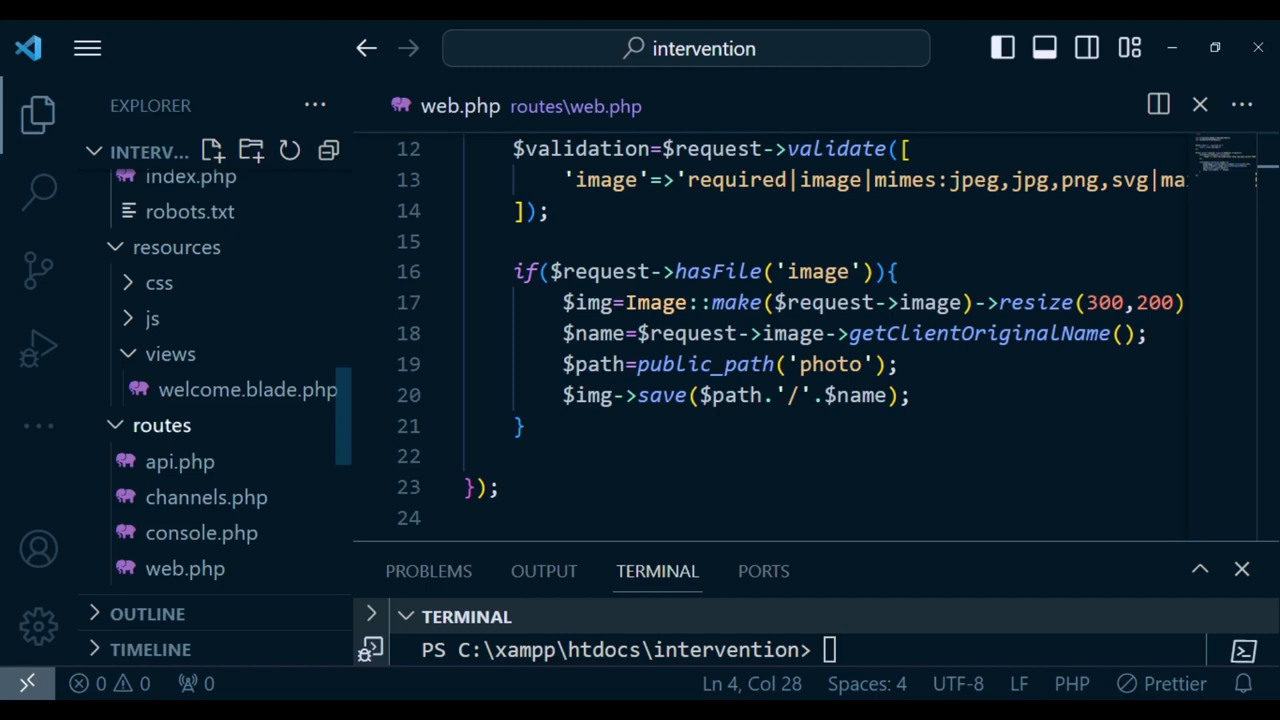 intervention
EXPLORER
INTERV...
index.php
robots.txt
resources
css
js
views
welcome.blade.php
routes
api.php
channels.php
console.php
web.php
OUTLINE
TIMELINE
web.php routes\web.php
12 $validation=$request->validate([
13 'image'=>'required|image|mimes:jpeg,jpg,png,svg|ma
14 ]);
15
16 if($request->hasFile('image')){
17 $img=Image::make($request->image)->resize(300,200)
18 $name=$request->image->getClientOriginalName();
19 $path=public_path('photo');
20 $img->save($path.'/'.$name);
21 }
22
23 });
24
PROBLEMS OUTPUT TERMINAL PORTS
TERMINAL
PS C:\xampp\htdocs\intervention>
0 0 0 Ln 4, Col 28 Spaces: 4 UTF-8 LF PHP Prettier